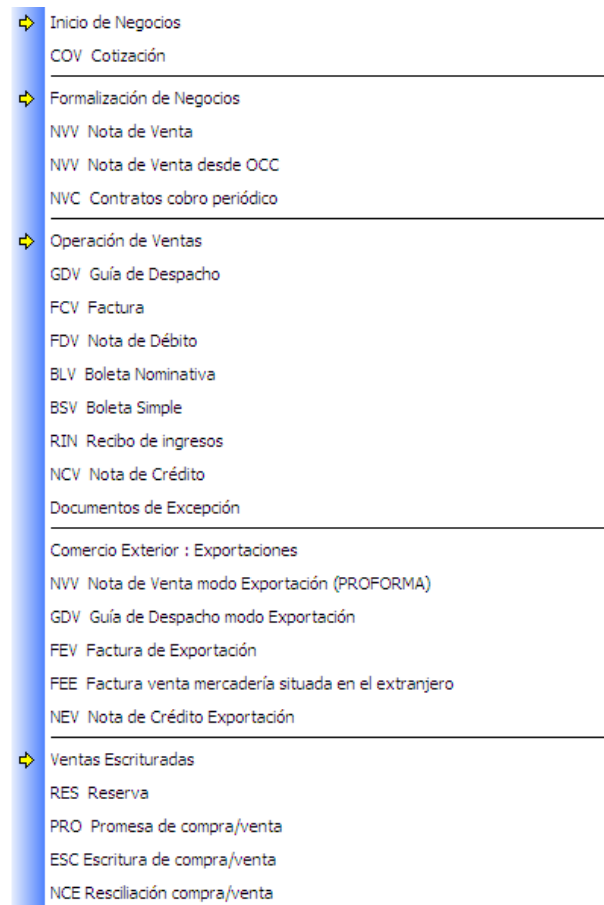 Inicio de Negocios
COV Cotización
Formalización de Negocios
NVV Nota de Venta
NVV Nota de Venta desde OCC
NVC Contratos cobro periódico
Operación de Ventas
GDV Guía de Despacho
FCV Factura
FDV Nota de Débito
BLV Boleta Nominativa
BSV Boleta Simple
RIN Recibo de ingresos
NCV Nota de Crédito
Documentos de Excepción
Comercio Exterior : Exportaciones
NVV Nota de Venta modo Exportación (PROFORMA)
GDV Guía de Despacho modo Exportación
FEV Factura de Exportación
FEE Factura venta mercadería situada en el extranjero
NEV Nota de Crédito Exportación
Ventas Escrituradas
RES Reserva
PRO Promesa de compra/venta
ESC Escritura de compra/venta
NCE Resciliación compra/venta